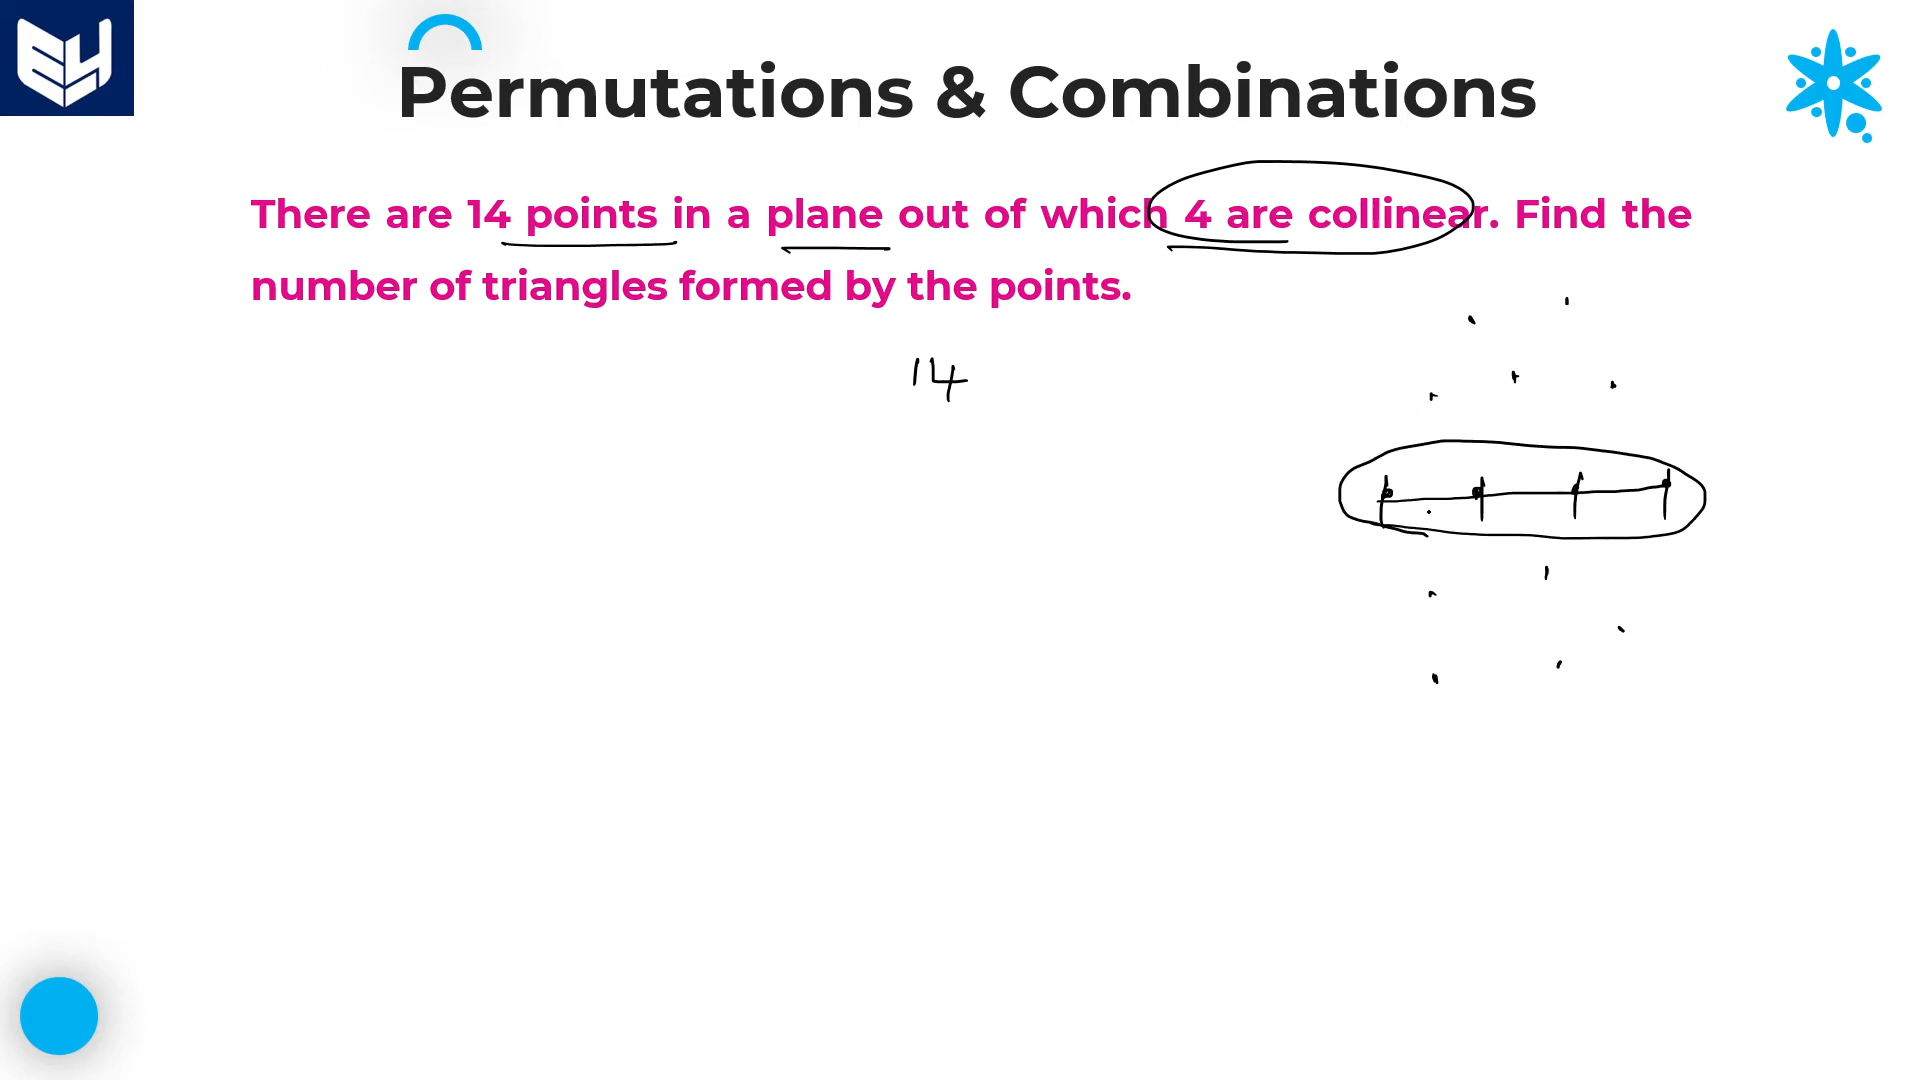 Permutations & Combinations
There are 14 points in a plane out of which 4 are collinear. Find the
number of triangles formed by the points.
14